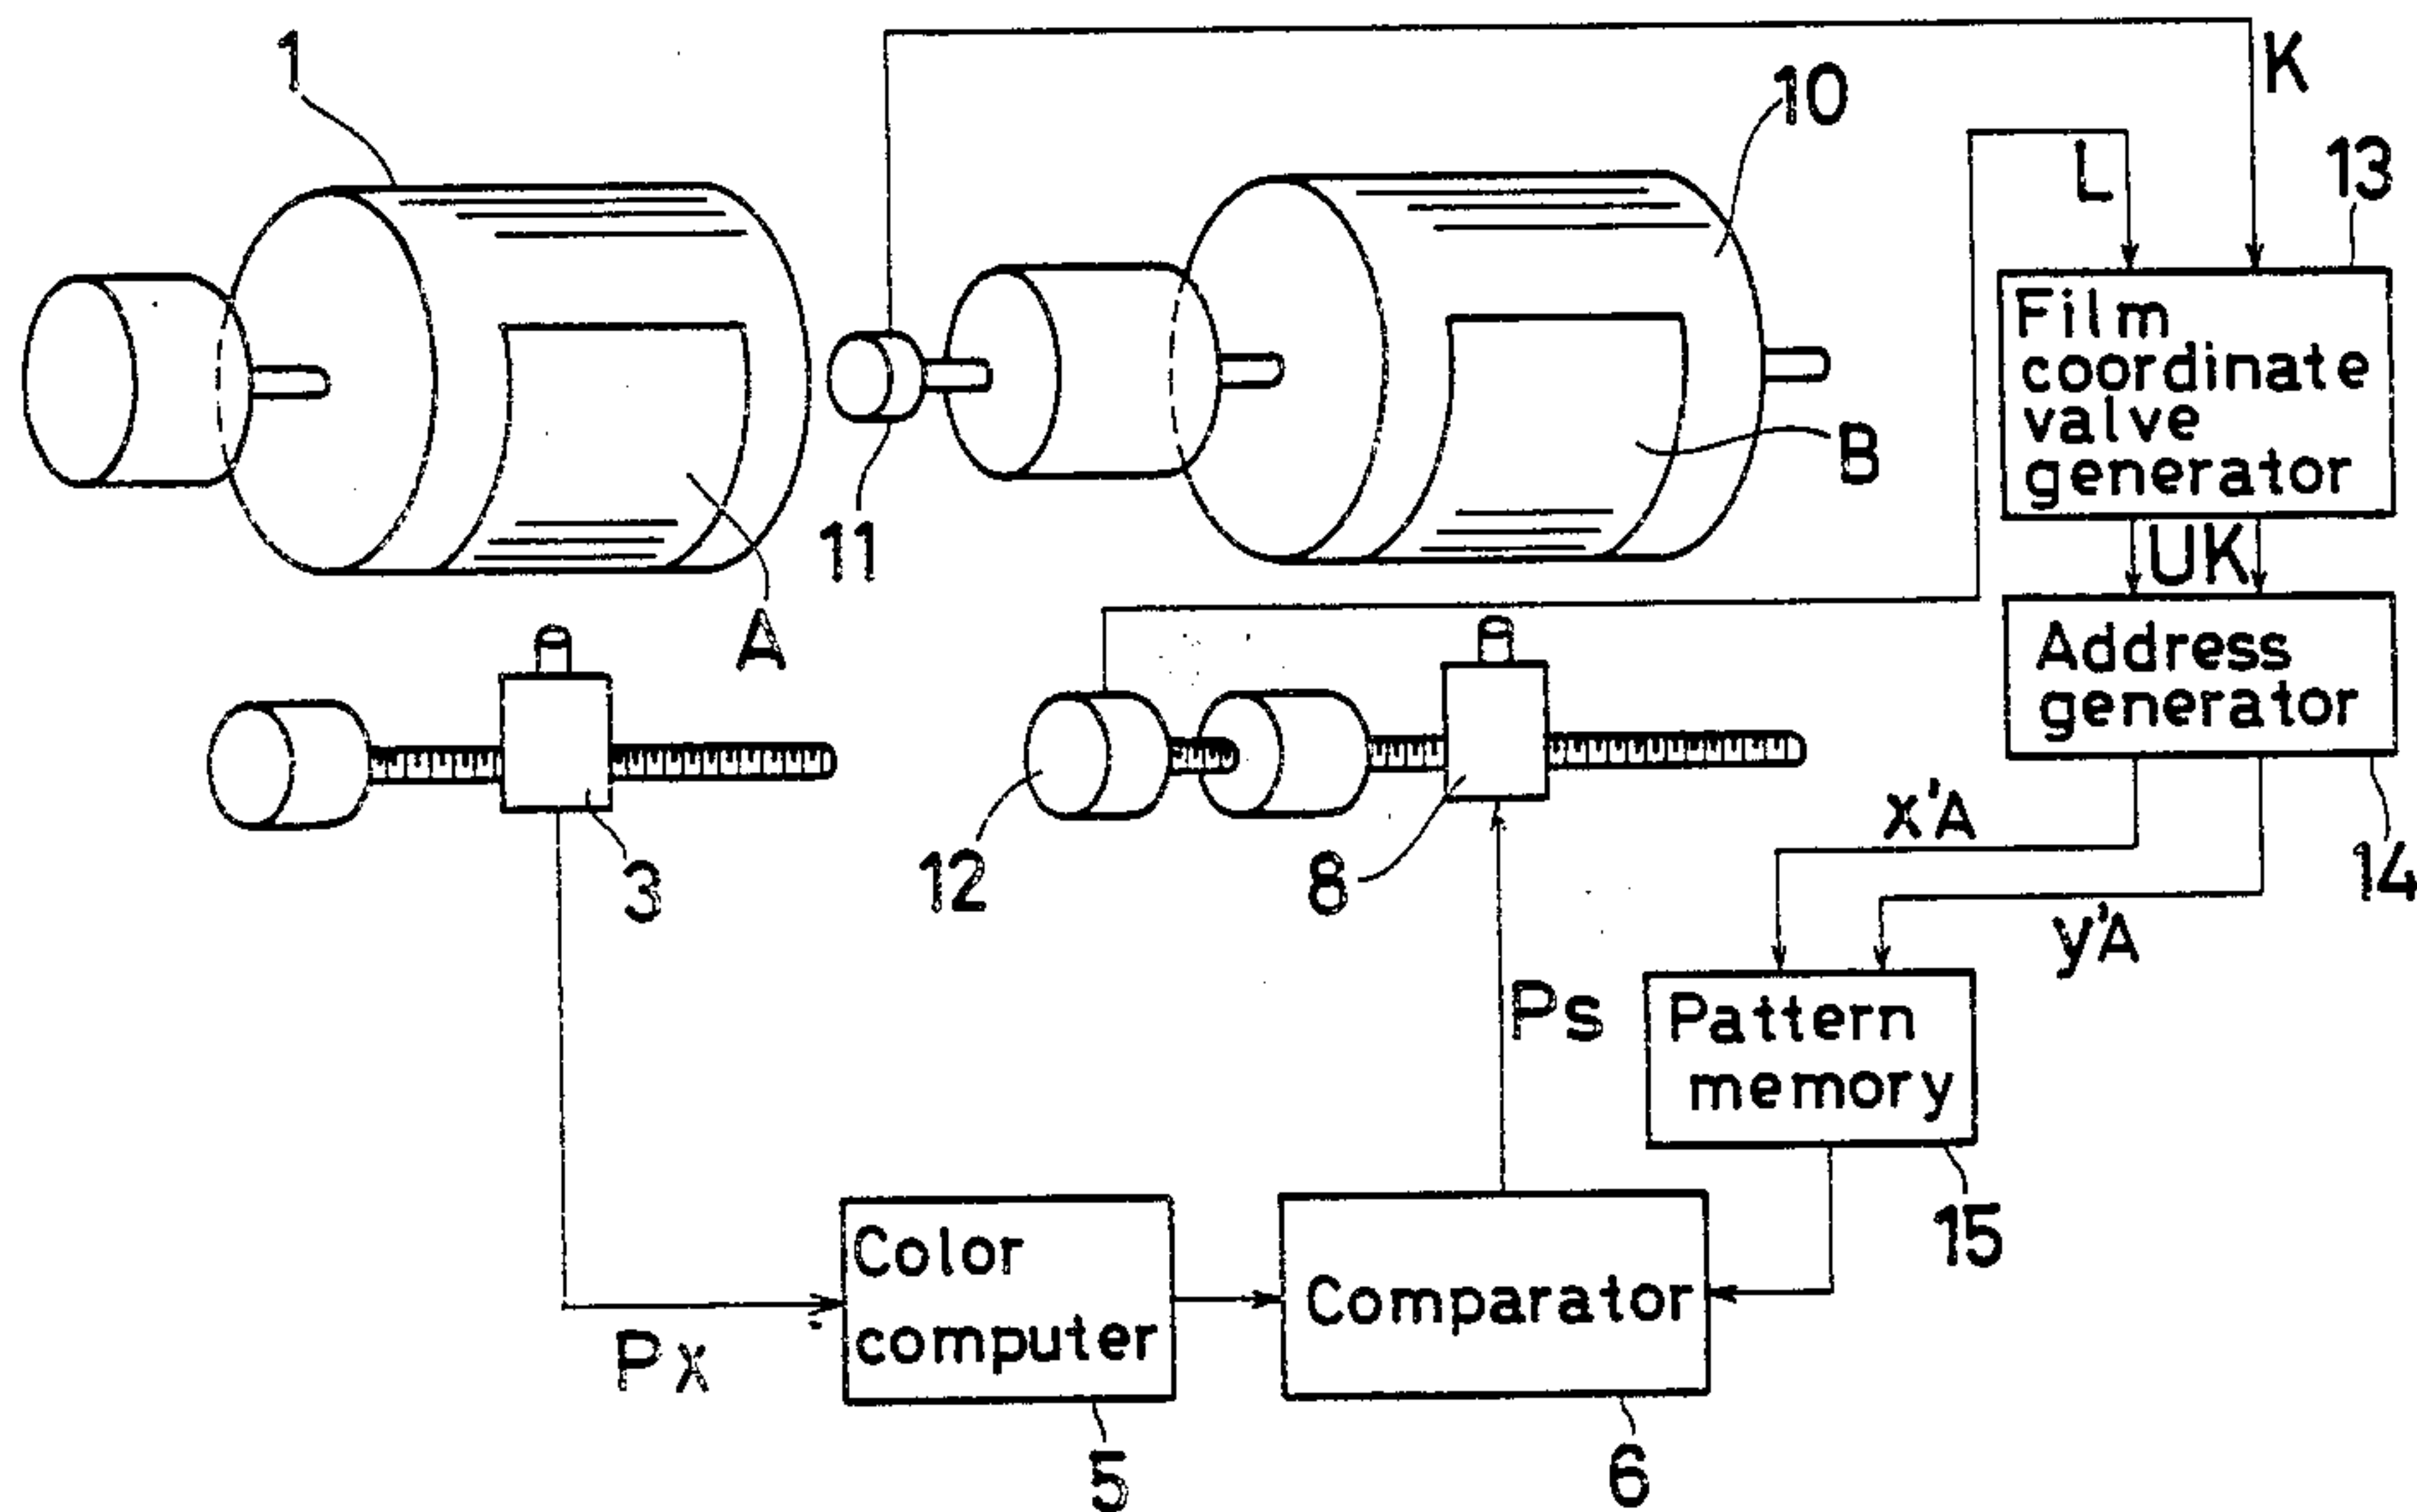 1
K
10
L
13
Film
coordinate
valve
generator
B
11
A
UK
Address
generator
x'A
14
12
8
3
y'A
Ps
Pattern
memory
15
Color
computer
Comparator
Px
5
6